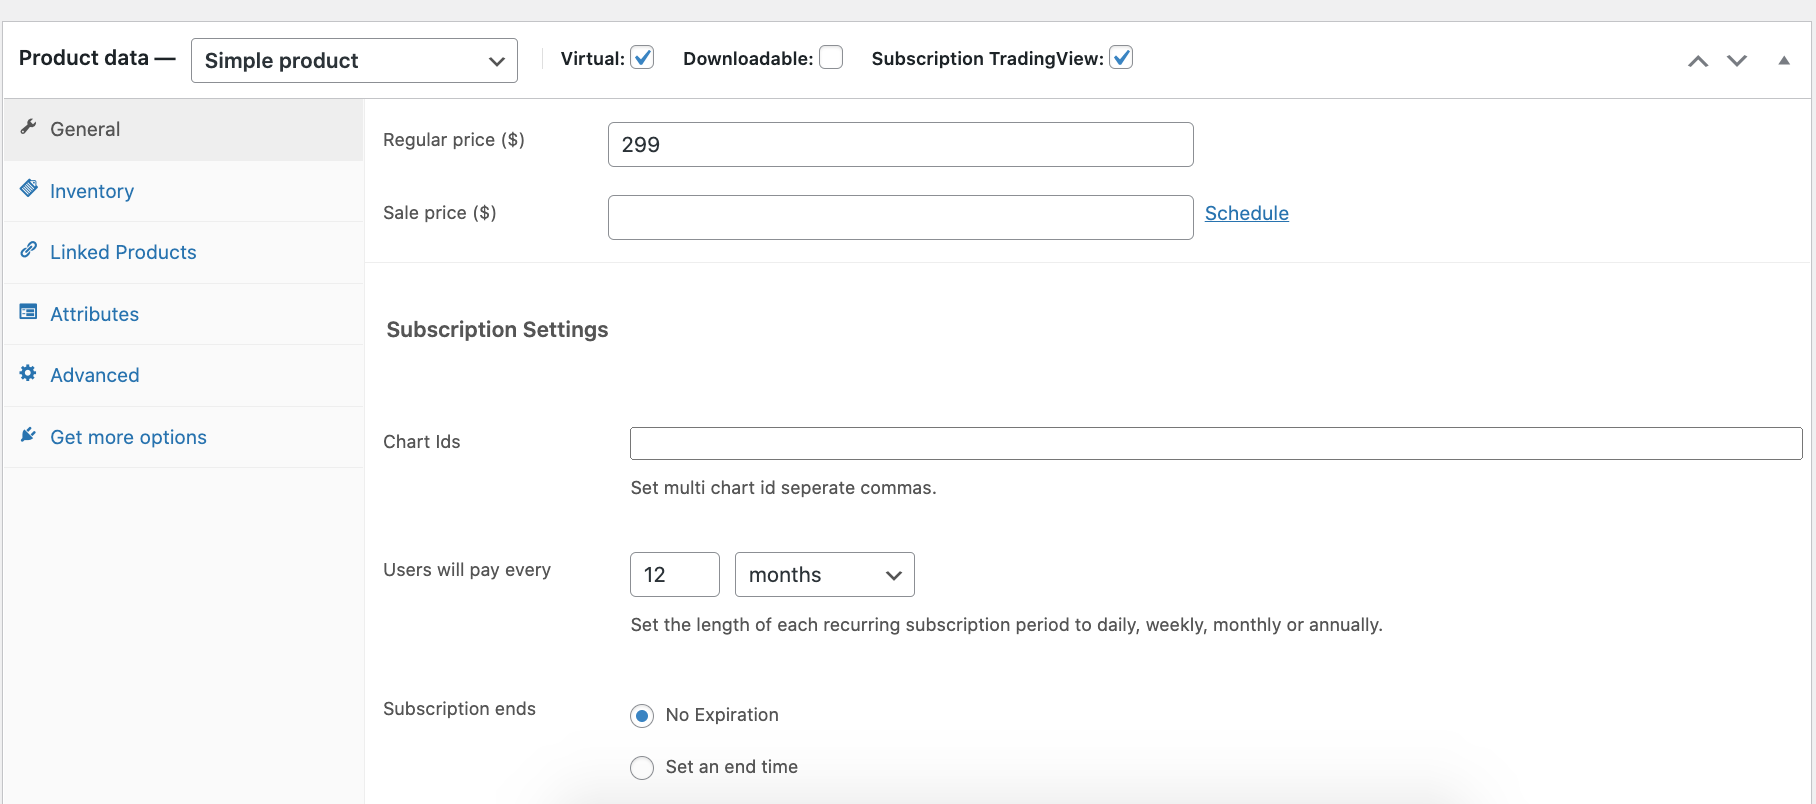 Product data — Simple product Virtual: Downloadable: Subscription TradingView:
General
Regular price ($) 299
Inventory
Sale price ($) Schedule
Linked Products
Attributes
Subscription Settings
Advanced
Get more options
Chart Ids
Set multi chart id seperate commas.
Users will pay every 12 months
Set the length of each recurring subscription period to daily, weekly, monthly or annually.
Subscription ends No Expiration
Set an end time